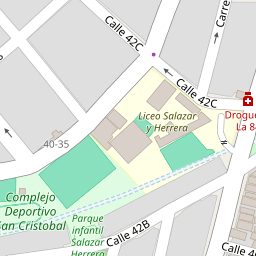 Calle 42C
Carre
Calle 42C
Liceo Salazar
y Herrera
Drogue
La 8
40-35
Complejo
Deportivo
San Cristobal
Parque
infantil
Salazar
Herrera
Calle 42B
Calle